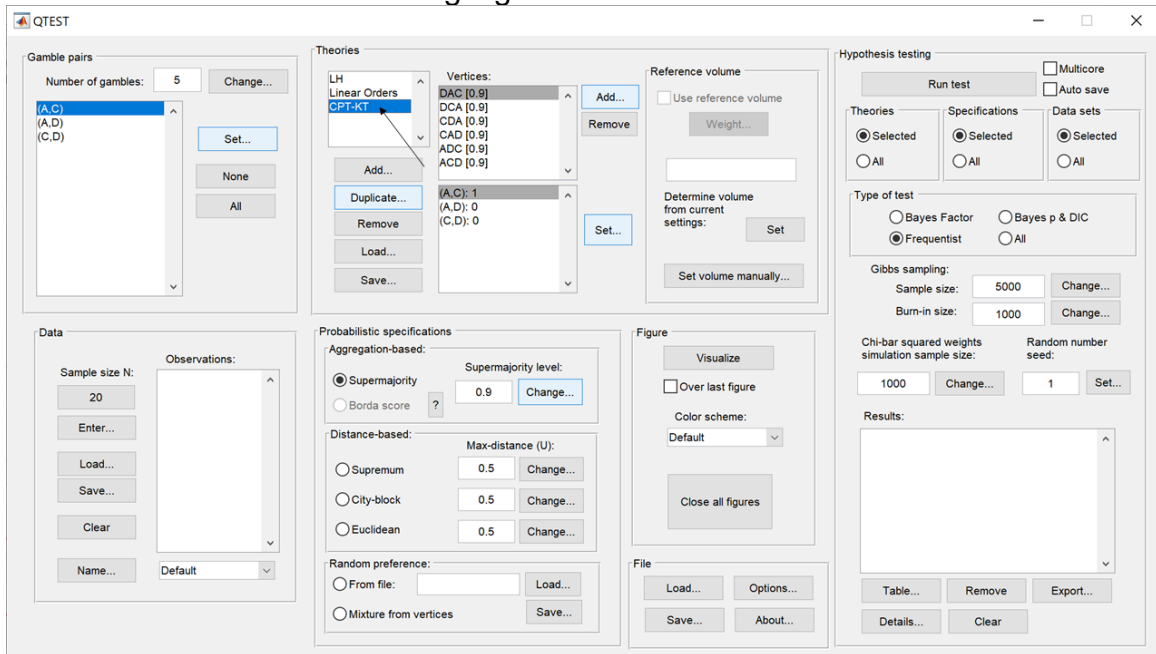 QTEST
Gamble pairs
Number of gambles: 5 Change...
(A,C)
(A,D)
(C,D)
Set...
None
All
Theories
LH
Linear Orders
CPT-KT
Add...
Duplicate...
Remove
Load...
Save...
Vertices:
DAC [0.9]
DCA [0.9]
CDA [0.9]
CAD [0.9]
ADC [0.9]
ACD [0.9]
Add...
Remove
(A,C): 1
(A,D): 0
(C,D): 0
Set...
Reference volume
Use reference volume
Weight...
Determine volume
from current
settings: Set
Set volume manually...
Hypothesis testing
Run test
Multicore
Auto save
Theories
Selected
All
Specifications
Selected
All
Data sets
Selected
All
Type of test
Bayes Factor Bayes p & DIC
Frequentist All
Gibbs sampling:
Sample size: 5000 Change...
Burn-in size: 1000 Change...
Chi-bar squared weights
simulation sample size:
1000 Change...
Random number
seed:
1 Set...
Results:
Table... Remove Export...
Details... Clear
Data
Sample size N:
20
Enter...
Load...
Save...
Clear
Name... Default
Observations:
Probabilistic specifications
Aggregation-based:
Supermajority level:
Supermajority 0.9 Change...
Borda score ?
Distance-based:
Max-distance (U):
Supremum 0.5 Change...
City-block 0.5 Change...
Euclidean 0.5 Change...
Random preference:
From file: Load...
Mixture from vertices Save...
Figure
Visualize
Over last figure
Color scheme:
Default
Close all figures
File
Load... Options...
Save... About...